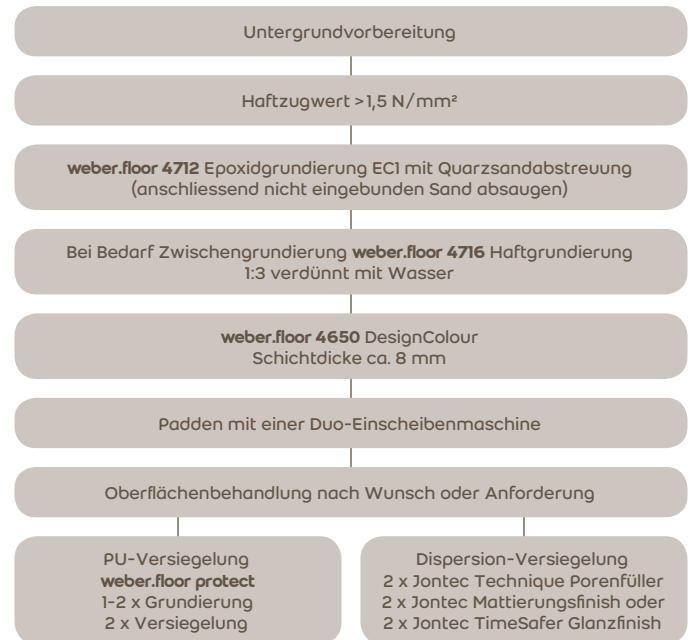 Untergrundvorbereitung
Haftzugwert >1,5 N/mm²
weber.floor 4712 Epoxidgrundierung EC1 mit Quarzsandabstreuung
(anschliessend nicht eingebunden Sand absaugen)
Bei Bedarf Zwischengrundierung weber.floor 4716 Haftgrundierung
1:3 verdünnt mit Wasser
weber.floor 4650 DesignColour
Schichtdicke ca. 8 mm
Padden mit einer Duo-Einscheibenmaschine
Oberflächenbehandlung nach Wunsch oder Anforderung
PU-Versiegelung
weber.floor protect
1-2 x Grundierung
2 x Versiegelung
Dispersion-Versiegelung
2 x Jontec Technique Porenfüller
2 x Jontec Mattierungsfinish oder
2 x Jontec TimeSafer Glanzfinish